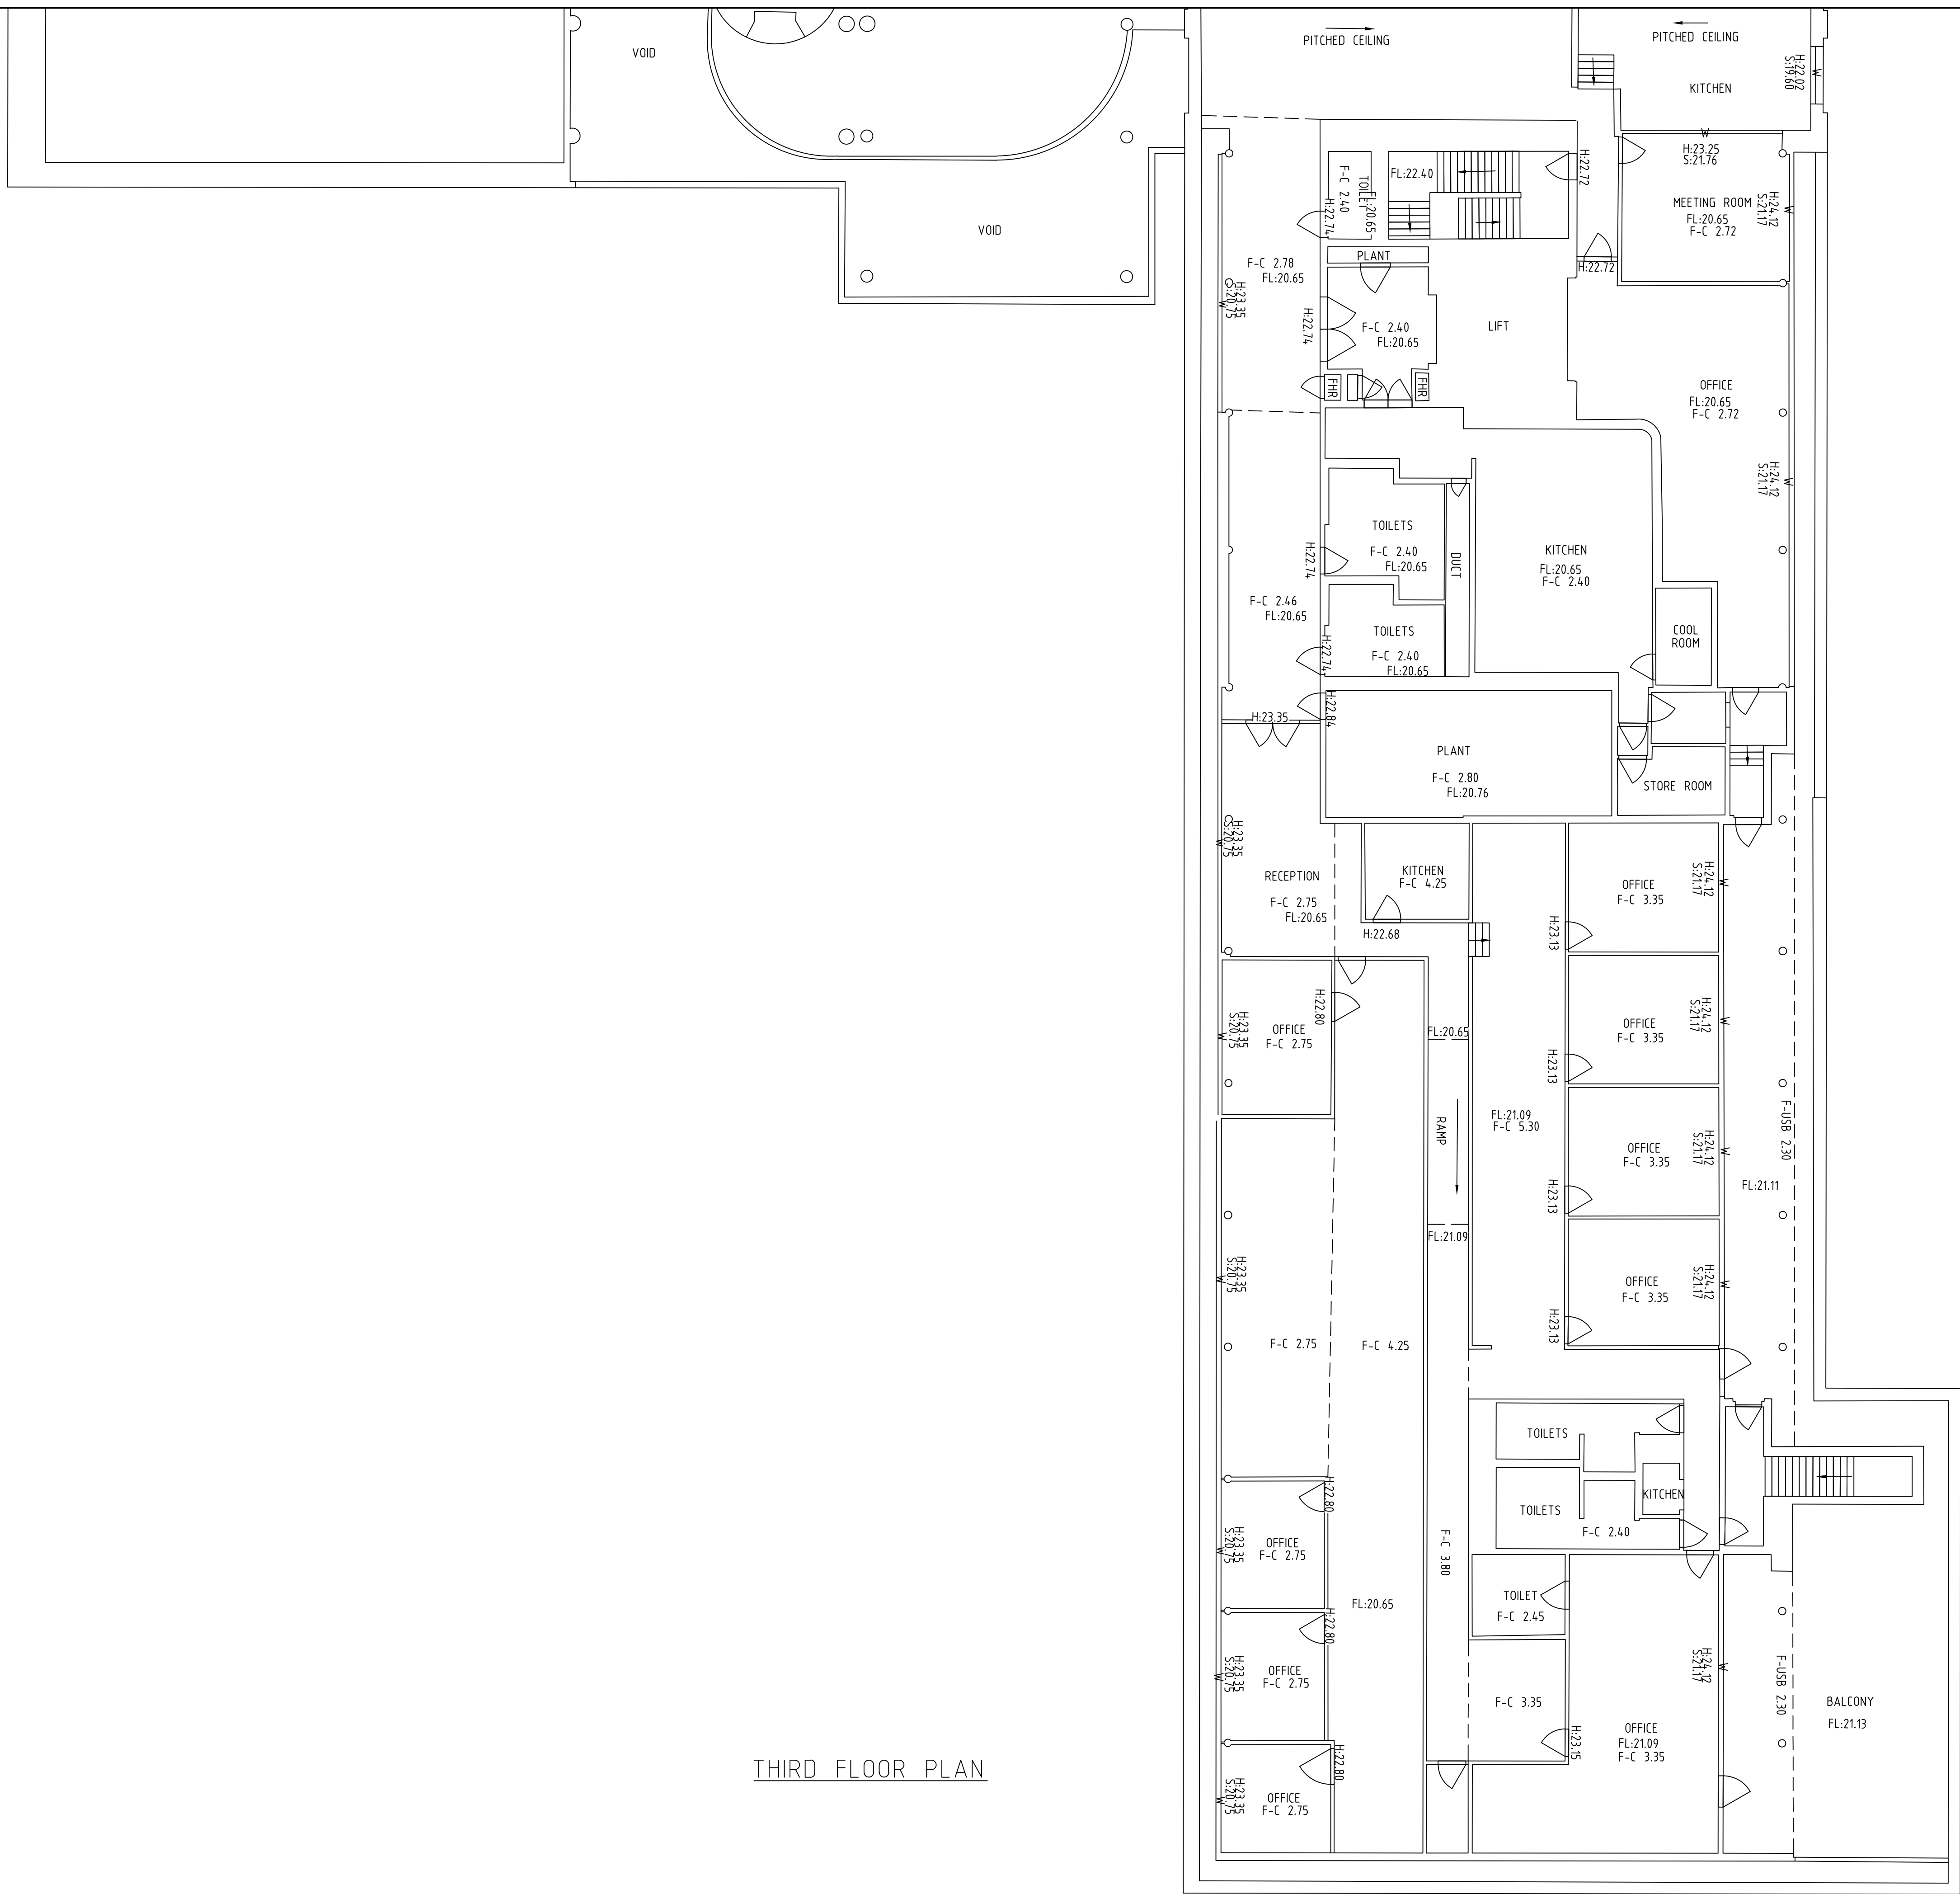 VOID
PITCHED CEILING
PITCHED CEILING
KITCHEN
H:22.02
S:19.60
H:23.25
S:21.76
MEETING ROOM
FL:20.65
F-C 2.72
H:24.12
S:21.17
H:22.72
H:22.72
TOILET
F-C 2.40
FL:20.65
H:22.74
FL:22.40
VOID
PLANT
F-C 2.78
FL:20.65
H:23.35
S:20.75
W
H:22.74
F-C 2.40
FL:20.65
LIFT
FHR
FHR
OFFICE
FL:20.65
F-C 2.72
H:24.12
S:21.17
W
TOILETS
F-C 2.40
FL:20.65
H:22.74
DUCT
KITCHEN
FL:20.65
F-C 2.40
F-C 2.46
FL:20.65
TOILETS
F-C 2.40
FL:20.65
H:22.74
COOL
ROOM
H:22.84
H:23.35
PLANT
F-C 2.80
FL:20.76
STORE ROOM
H:23.35
S:20.75
W
RECEPTION
F-C 2.75
FL:20.65
KITCHEN
F-C 4.25
H:22.68
OFFICE
F-C 3.35
H:24.12
S:21.17
W
H:23.13
OFFICE
F-C 2.75
H:23.35
S:20.75
W
H:22.80
FL:20.65
OFFICE
F-C 3.35
H:24.12
S:21.17
W
H:23.13
RAMP
FL:21.09
F-C 5.30
OFFICE
F-C 3.35
H:24.12
S:21.17
W
H:23.13
F-USB 2.30
FL:21.11
FL:21.09
OFFICE
F-C 3.35
H:24.12
S:21.17
W
H:23.13
H:23.35
S:20.75
W
F-C 2.75
F-C 4.25
TOILETS
TOILETS
KITCHEN
F-C 2.40
H:22.80
OFFICE
F-C 2.75
H:23.35
S:20.75
W
F-C 3.80
FL:20.65
TOILET
F-C 2.45
H:22.80
OFFICE
F-C 2.75
H:23.35
S:20.75
W
F-C 3.35
H:23.15
OFFICE
FL:21.09
F-C 3.35
H:24.12
S:21.17
W
F-USB 2.30
BALCONY
FL:21.13
H:22.80
OFFICE
F-C 2.75
H:23.35
S:20.75
W
THIRD FLOOR PLAN